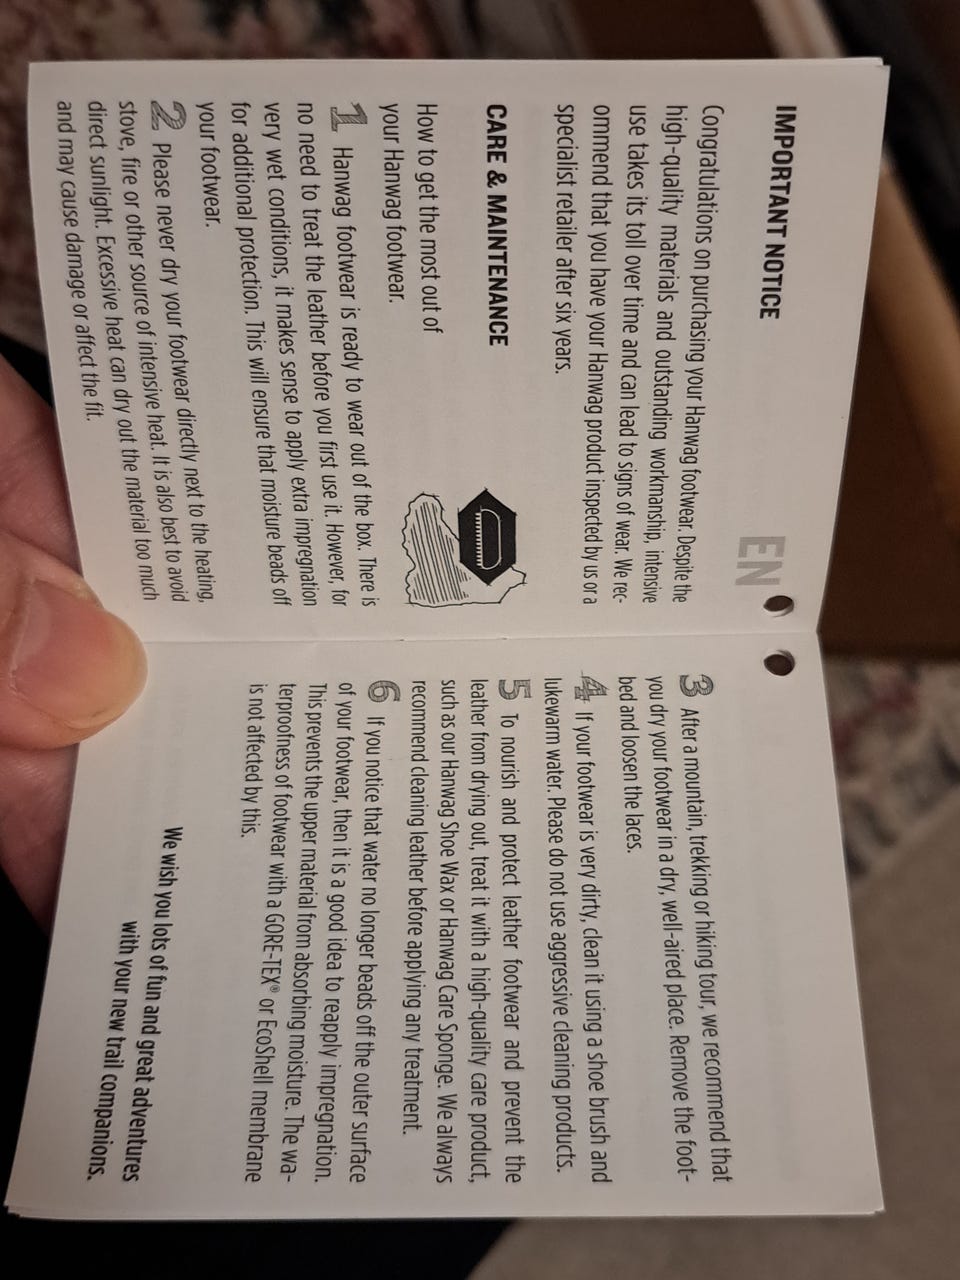 EN
IMPORTANT NOTICE
Congratulations on purchasing your Hanwag footwear. Despite the
high-quality materials and outstanding workmanship, intensive
use takes its toll over time and can lead to signs of wear. We rec-
ommend that you have your Hanwag product inspected by us or a
specialist retailer after six years.
CARE & MAINTENANCE
How to get the most out of
your Hanwag footwear.
1 Hanwag footwear is ready to wear out of the box. There is
no need to treat the leather before you first use it. However, for
very wet conditions, it makes sense to apply extra impregnation
for additional protection. This will ensure that moisture beads off
your footwear.
2 Please never dry your footwear directly next to the heating,
stove, fire or other source of intensive heat. It is also best to avoid
direct sunlight. Excessive heat can dry out the material too much
and may cause damage or affect the fit.
3 After a mountain, trekking or hiking tour, we recommend that
you dry your footwear in a dry, well-aired place. Remove the foot-
bed and loosen the laces.
4 If your footwear is very dirty, clean it using a shoe brush and
lukewarm water. Please do not use aggressive cleaning products.
5 To nourish and protect leather footwear and prevent the
leather from drying out, treat it with a high-quality care product,
such as our Hanwag Shoe Wax or Hanwag Care Sponge. We always
recommend cleaning leather before applying any treatment.
6 If you notice that water no longer beads off the outer surface
of your footwear, then it is a good idea to reapply impregnation.
This prevents the upper material from absorbing moisture. The wa-
terproofness of footwear with a GORE-TEX® or EcoShell membrane
is not affected by this.
We wish you lots of fun and great adventures
with your new trail companions.